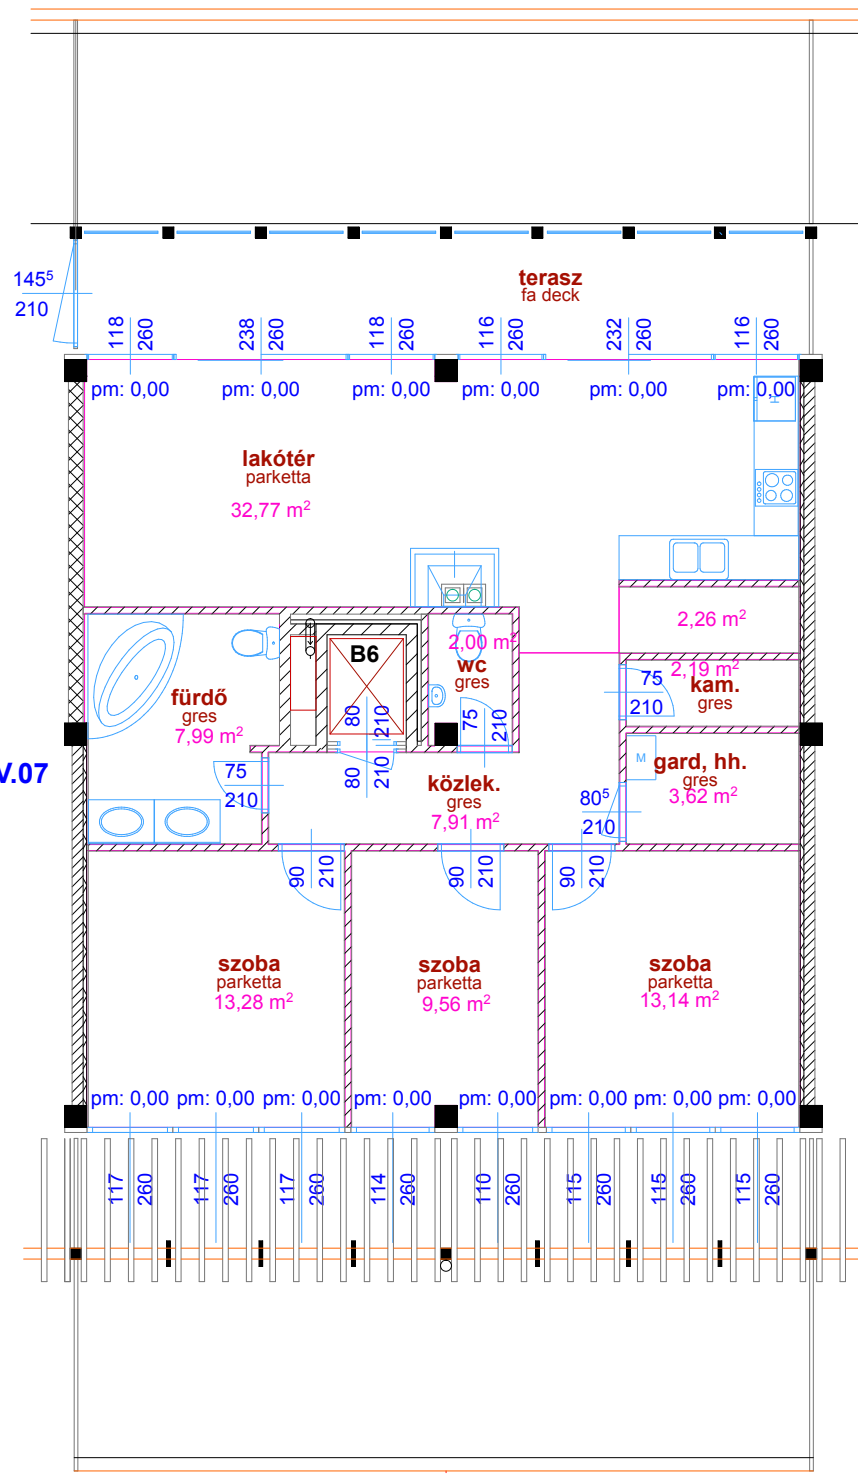 terasz
fa deck
145⁵
210
118
260
238
260
118
260
116
260
232
260
116
260
pm: 0,00
pm: 0,00
pm: 0,00
pm: 0,00
pm: 0,00
pm: 0,00
H
lakótér
parketta
32,77 m²
2,26 m²
2,00 m²
wc
gres
B6
2,19 m²
kam.
gres
75
210
fürdő
gres
7,99 m²
80
210
80
210
75
210
V.07
75
210
közlek.
gres
7,91 m²
M
gard, hh.
gres
3,62 m²
80⁵
210
90
210
90
210
90
210
szoba
parketta
13,28 m²
szoba
parketta
9,56 m²
szoba
parketta
13,14 m²
pm: 0,00
pm: 0,00
pm: 0,00
pm: 0,00
pm: 0,00
pm: 0,00
pm: 0,00
pm: 0,00
117
260
117
260
117
260
114
260
110
260
115
260
115
260
115
260